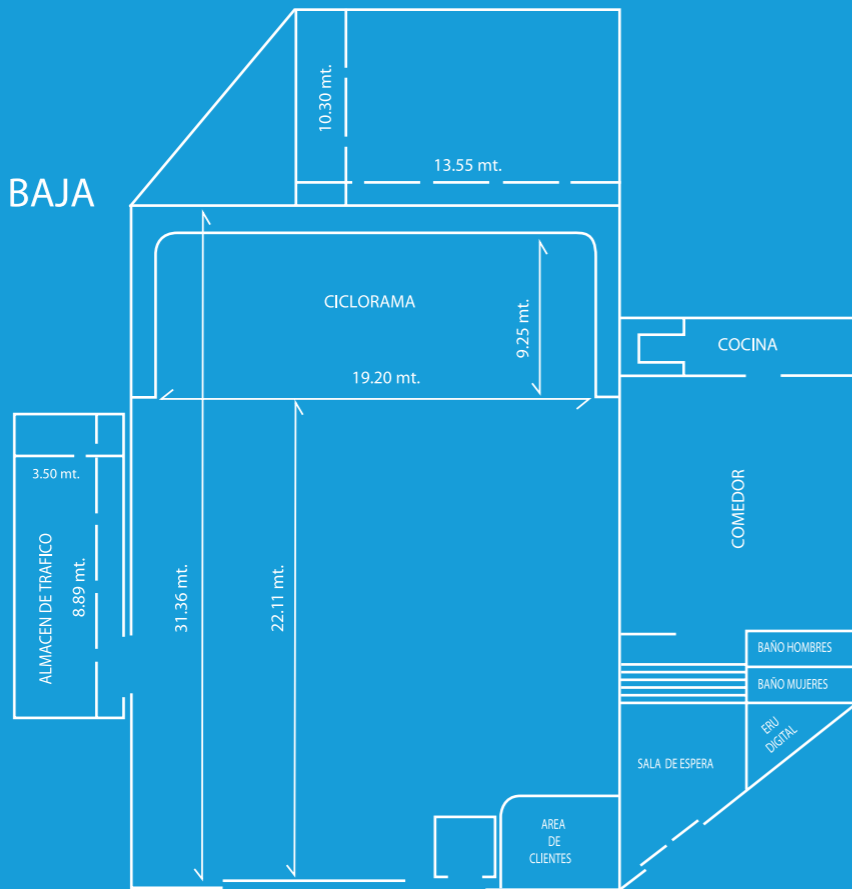 10.30 mt.
13.55 mt.
BAJA
CICLORAMA
9.25 mt.
19.20 mt.
COCINA
3.50 mt.
ALMACEN DE TRAFICO
8.89 mt.
31.36 mt.
22.11 mt.
COMEDOR
BAÑO HOMBRES
BAÑO MUJERES
ERU
DIGITAL
SALA DE ESPERA
AREA
DE
CLIENTES